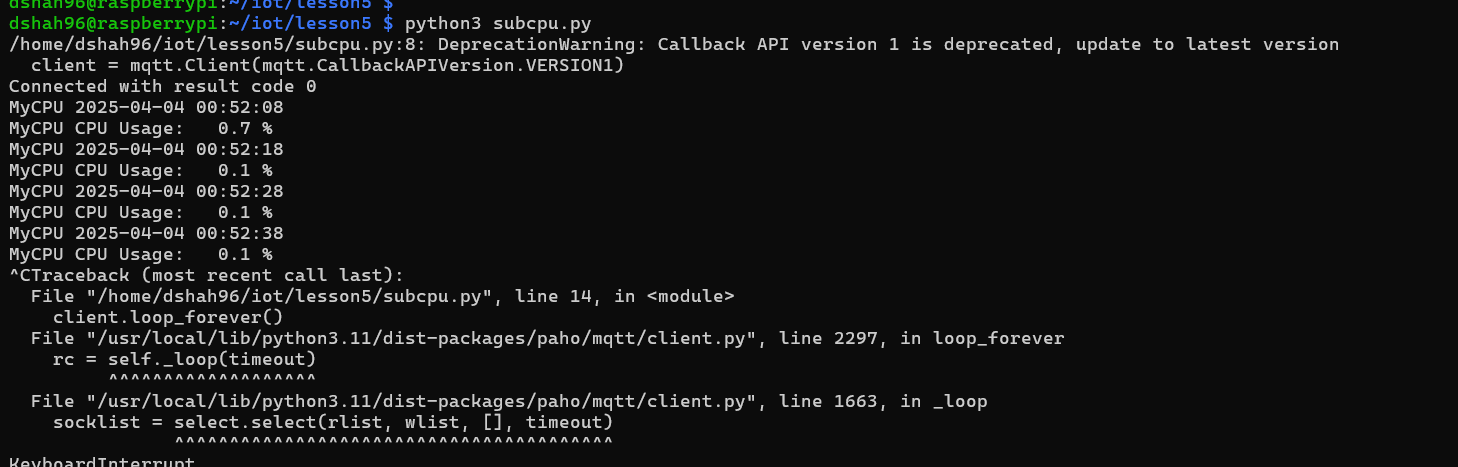 dshah96@raspberrypi:~/iot/lesson5 $
dshah96@raspberrypi:~/iot/lesson5 $ python3 subcpu.py
/home/dshah96/iot/lesson5/subcpu.py:8: DeprecationWarning: Callback API version 1 is deprecated, update to latest version
  client = mqtt.Client(mqtt.CallbackAPIVersion.VERSION1)
Connected with result code 0
MyCPU 2025-04-04 00:52:08
MyCPU CPU Usage:   0.7 %
MyCPU 2025-04-04 00:52:18
MyCPU CPU Usage:   0.1 %
MyCPU 2025-04-04 00:52:28
MyCPU CPU Usage:   0.1 %
MyCPU 2025-04-04 00:52:38
MyCPU CPU Usage:   0.1 %
^CTraceback (most recent call last):
  File "/home/dshah96/iot/lesson5/subcpu.py", line 14, in <module>
    client.loop_forever()
  File "/usr/local/lib/python3.11/dist-packages/paho/mqtt/client.py", line 2297, in loop_forever
    rc = self._loop(timeout)
         ^^^^^^^^^^^^^^^^^^^
  File "/usr/local/lib/python3.11/dist-packages/paho/mqtt/client.py", line 1663, in _loop
    socklist = select.select(rlist, wlist, [], timeout)
               ^^^^^^^^^^^^^^^^^^^^^^^^^^^^^^^^^^^^^^^^
KeyboardInterrupt